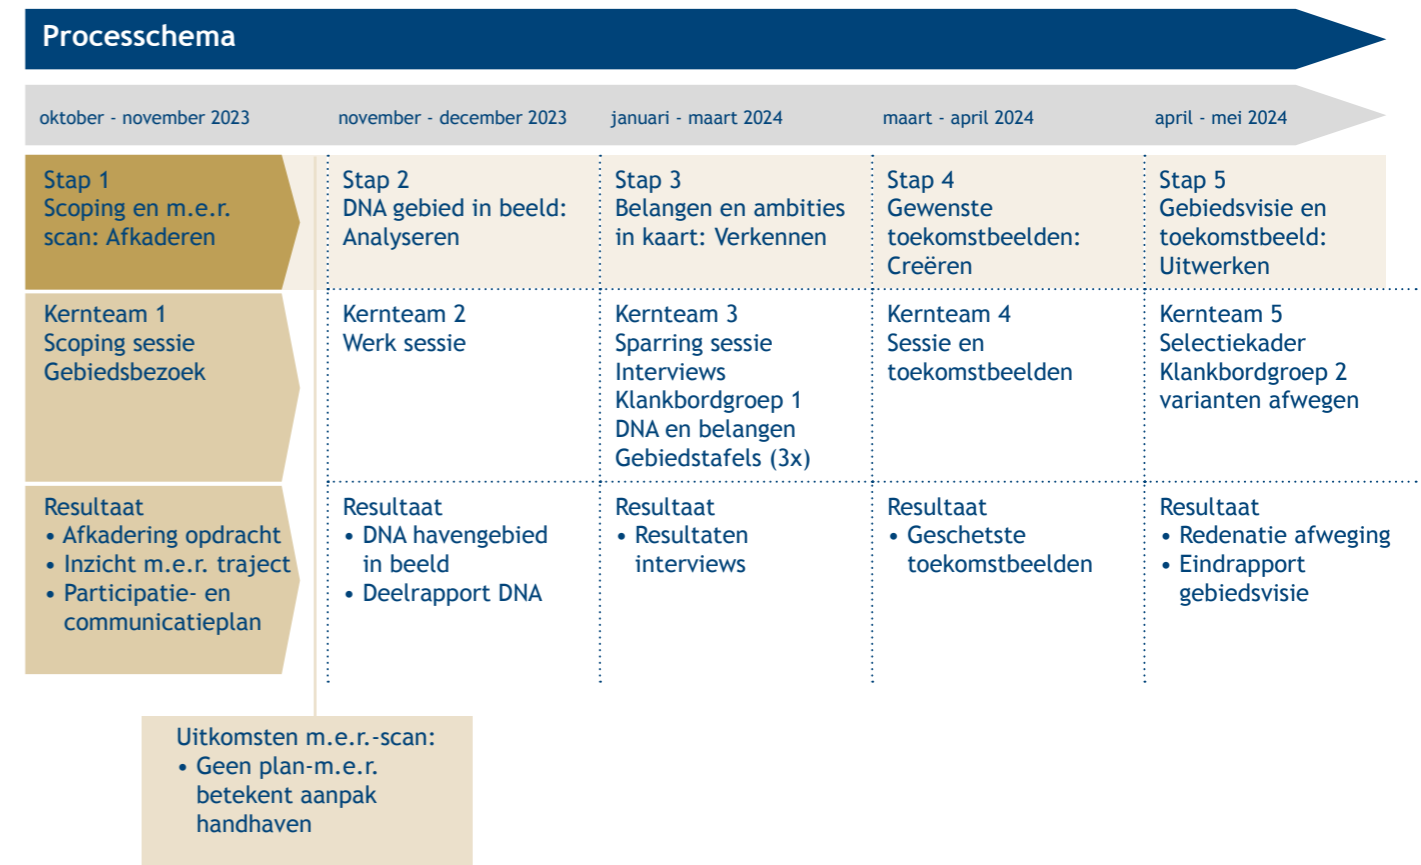 Processchema
oktober - november 2023
november - december 2023
januari - maart 2024
maart - april 2024
april - mei 2024
Stap 1
Scoping en m.e.r.
scan: Afkaderen
Stap 2
DNA gebied in beeld:
Analyseren
Stap 3
Belangen en ambities
in kaart: Verkennen
Stap 4
Gewenste
toekomstbeelden:
Creëren
Stap 5
Gebiedsvisie en
toekomstbeeld:
Uitwerken
Kernteam 1
Scoping sessie
Gebiedsbezoek
Kernteam 2
Werk sessie
Kernteam 3
Sparring sessie
Interviews
Klankbordgroep 1
DNA en belangen
Gebiedstafels (3x)
Kernteam 4
Sessie en
toekomstbeelden
Kernteam 5
Selectiekader
Klankbordgroep 2
varianten afwegen
Resultaat
• Afkadering opdracht
• Inzicht m.e.r. traject
• Participatie- en
communicatieplan
Resultaat
• DNA havengebied
in beeld
• Deelrapport DNA
Resultaat
• Resultaten
interviews
Resultaat
• Geschetste
toekomstbeelden
Resultaat
• Redenatie afweging
• Eindrapport
gebiedsvisie
Uitkomsten m.e.r.-scan:
• Geen plan-m.e.r.
betekent aanpak
handhaven